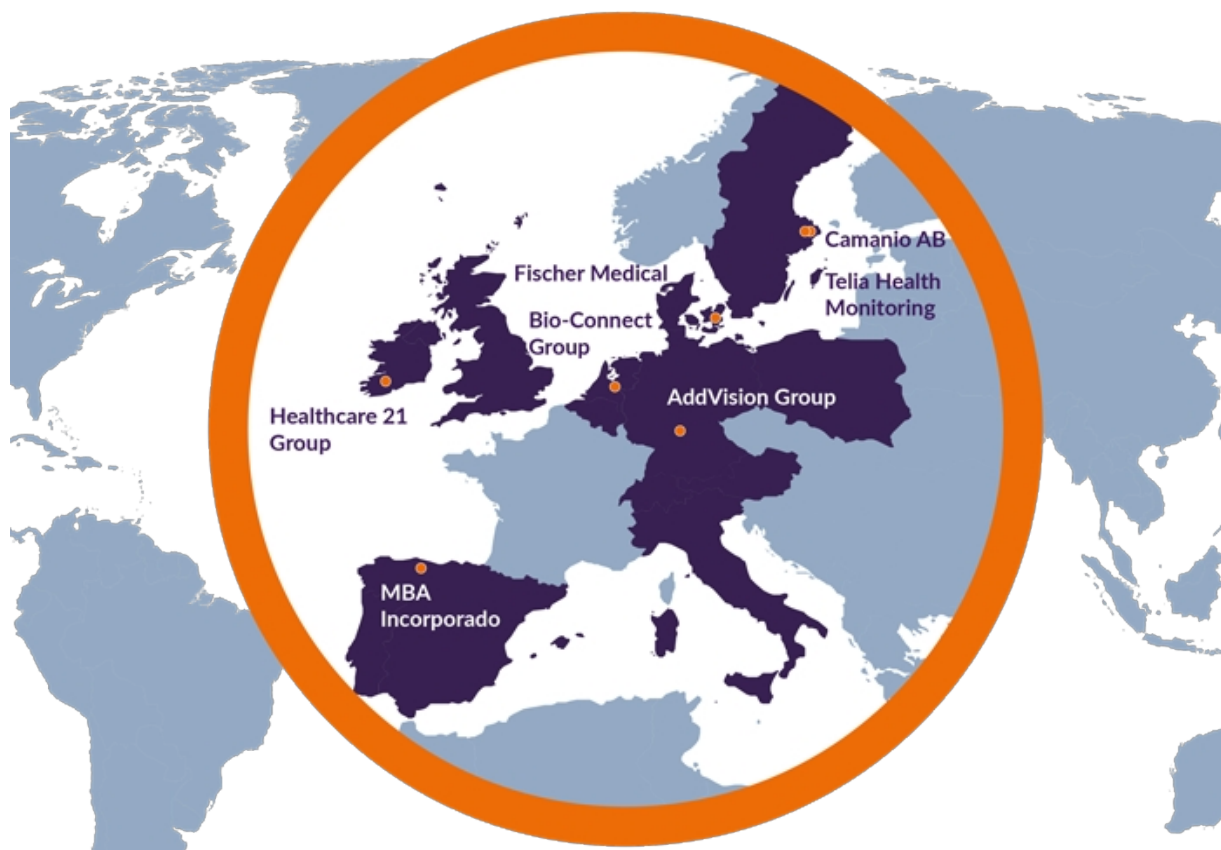 Camanio AB
Fischer Medical
Telia Health
Monitoring
Bio-Connect
Group
AddVision Group
Healthcare 21
Group
MBA
Incorporado